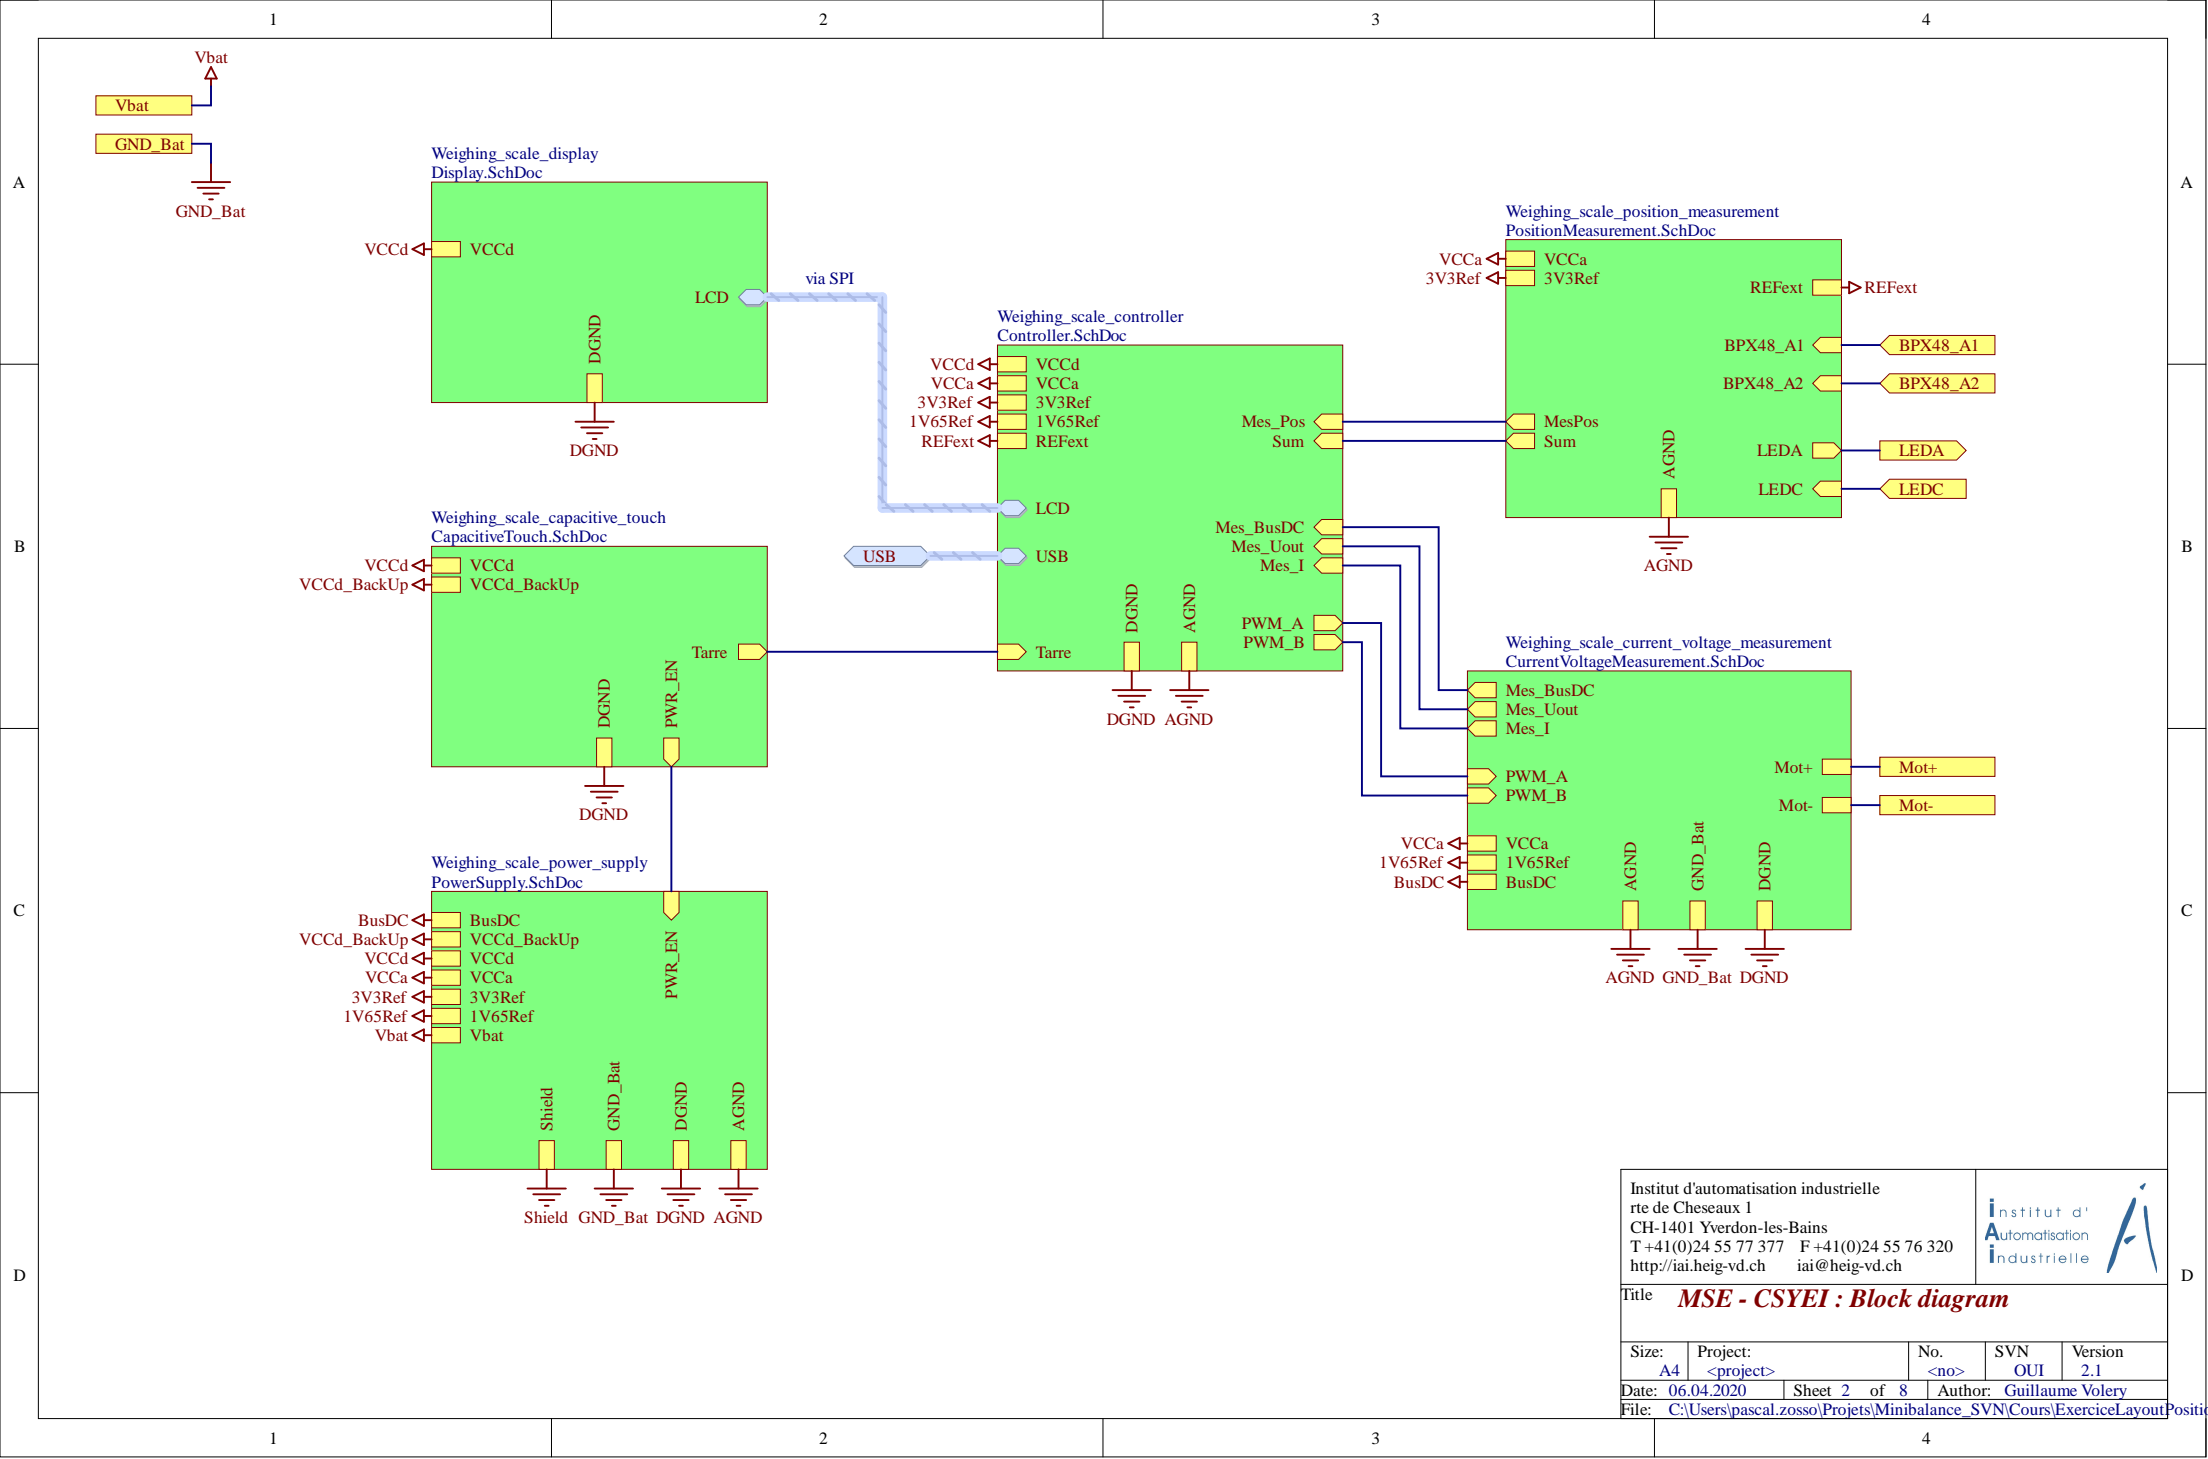 1
2
3
4
A
B
C
D
Vbat
Vbat
GND_Bat
GND_Bat
Weighing_scale_display
Display.SchDoc
VCCd
VCCd
LCD
via SPI
DGND
DGND
Weighing_scale_capacitive_touch
CapacitiveTouch.SchDoc
VCCd
VCCd
VCCd_BackUp
VCCd_BackUp
Tarre
DGND
PWR_EN
DGND
Weighing_scale_power_supply
PowerSupply.SchDoc
BusDC
BusDC
VCCd_BackUp
VCCd_BackUp
VCCd
VCCd
VCCa
VCCa
3V3Ref
3V3Ref
1V65Ref
1V65Ref
Vbat
Vbat
PWR_EN
Shield
GND_Bat
DGND
AGND
Shield
GND_Bat
DGND
AGND
Weighing_scale_controller
Controller.SchDoc
VCCd
VCCd
VCCa
VCCa
3V3Ref
3V3Ref
1V65Ref
1V65Ref
REFext
REFext
LCD
USB
USB
Tarre
Mes_Pos
Sum
Mes_BusDC
Mes_Uout
Mes_I
PWM_A
PWM_B
DGND
AGND
DGND
AGND
Weighing_scale_position_measurement
PositionMeasurement.SchDoc
VCCa
VCCa
3V3Ref
3V3Ref
REFext
REFext
BPX48_A1
BPX48_A1
BPX48_A2
BPX48_A2
MesPos
Sum
LEDA
LEDA
LEDC
LEDC
AGND
AGND
Weighing_scale_current_voltage_measurement
CurrentVoltageMeasurement.SchDoc
Mes_BusDC
Mes_Uout
Mes_I
PWM_A
PWM_B
Mot+
Mot+
Mot-
Mot-
VCCa
VCCa
1V65Ref
1V65Ref
BusDC
BusDC
AGND
GND_Bat
DGND
AGND
GND_Bat
DGND
Institut d'automatisation industrielle
rte de Cheseaux 1
CH-1401 Yverdon-les-Bains
T +41(0)24 55 77 377 F +41(0)24 55 76 320
http://iai.heig-vd.ch iai@heig-vd.ch
institut d'
Automatisation
industrielle
Title MSE - CSYEI : Block diagram
Size: A4
Project: <project>
No. <no>
SVN OUI
Version 2.1
Date: 06.04.2020 Sheet 2 of 8 Author: Guillaume Volery
File: C:\Users\pascal.zosso\Projets\Minibalance_SVN\Cours\ExerciceLayoutPositi
A
B
C
D
1
2
3
4